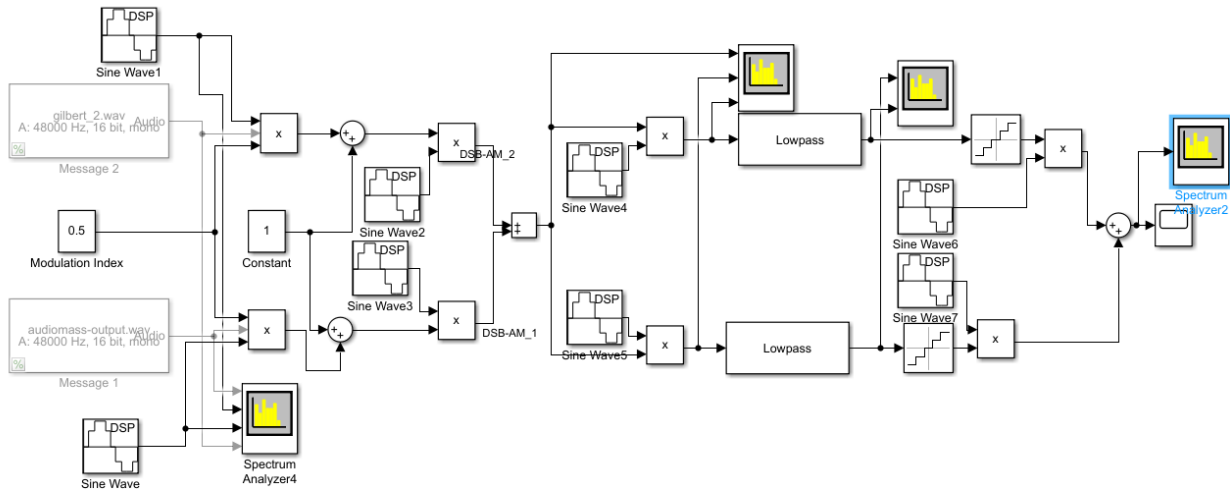 DSP
Sine Wave1
gilbert_2.wav
A: 48000 Hz, 16 bit, mono
Audio
Message 2
x
0.5
Modulation Index
1
Constant
++
x
DSB-AM_2
DSP
Sine Wave2
DSP
Sine Wave3
audiomass-output.wav
A: 48000 Hz, 16 bit, mono
Audio
Message 1
x
++
x
DSB-AM_1
DSP
Sine Wave
Spectrum
Analyzer4
+
+
DSP
Sine Wave4
x
Lowpass
DSP
Sine Wave5
x
Lowpass
x
DSP
Sine Wave6
DSP
Sine Wave7
x
++
Spectrum
Analyzer2